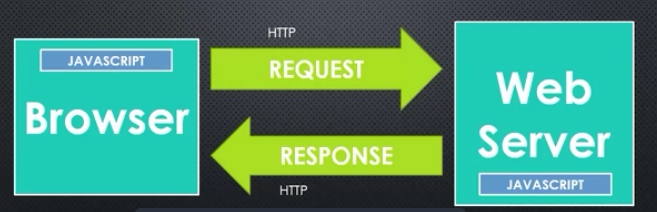 JAVASCRIPT
Browser
HTTP
REQUEST
RESPONSE
HTTP
Web
Server
JAVASCRIPT